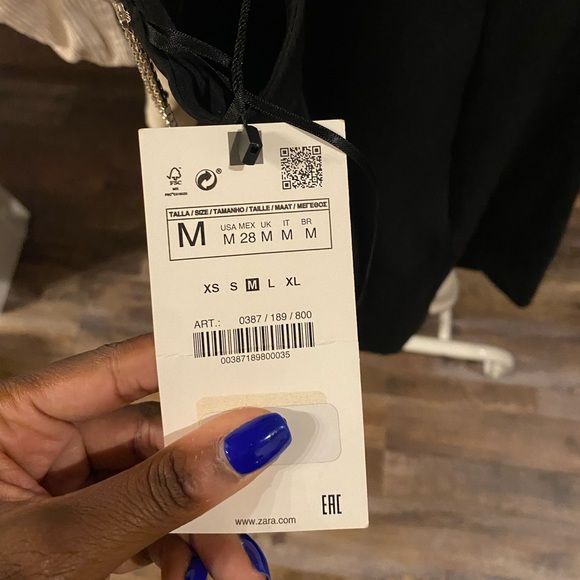 FSC
TALLA / SIZE / TAMANHO / TAILLE / MAAT / ΜΕΓΕΘΟΣ
M
USA MEX UK IT BR
M 28 M M M
XS S M L XL
ART.: 0387 / 189 / 800
00387189800035
EAC
www.zara.com